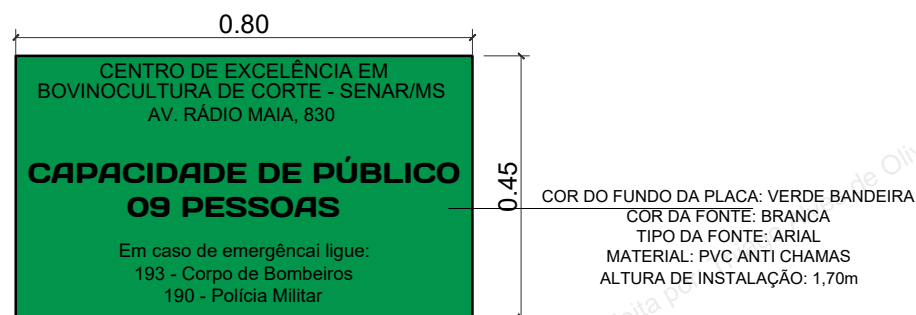 0.80
CENTRO DE EXCELÊNCIA EM
BOVINOCULTURA DE CORTE - SENAR/MS
AV. RÁDIO MAIA, 830
CAPACIDADE DE PÚBLICO
09 PESSOAS
Em caso de emergêncai ligue:
193 - Corpo de Bombeiros
190 - Polícia Militar
0.45
COR DO FUNDO DA PLACA: VERDE BANDEIRA
COR DA FONTE: BRANCA
TIPO DA FONTE: ARIAL
MATERIAL: PVC ANTI CHAMAS
ALTURA DE INSTALAÇÃO: 1,70m